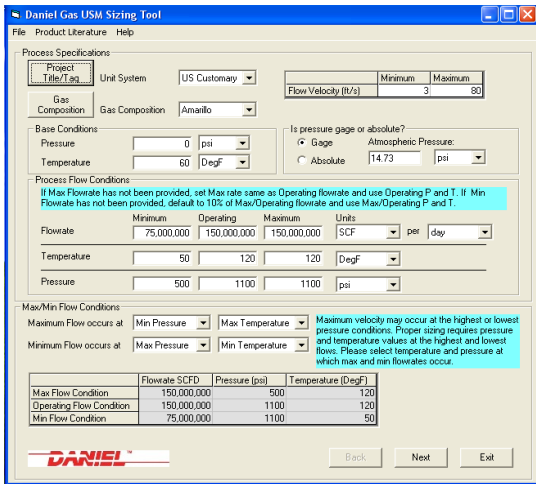 Daniel Gas USM Sizing Tool
File Product Literature Help
Process Specifications
Project
Title/Tag
Unit System US Customary
Minimum Maximum
Flow Velocity (ft/s) 3 80
Gas
Composition
Gas Composition Amarillo
Base Conditions
Pressure 0 psi
Temperature 60 DegF
Is pressure gage or absolute?
Gage Atmospheric Pressure:
Absolute 14.73 psi
Process Flow Conditions
If Max Flowrate has not been provided, set Max rate same as Operating flowrate and use Operating P and T. If Min
Flowrate has not been provided, default to 10% of Max/Operating flowrate and use Max/Operating P and T.
Minimum Operating Maximum Units
Flowrate 75,000,000 150,000,000 150,000,000 SCF per day
Temperature 50 120 120 DegF
Pressure 500 1100 1100 psi
Max/Min Flow Conditions
Maximum Flow occurs at Min Pressure Max Temperature
Minimum Flow occurs at Max Pressure Min Temperature
Maximum velocity may occur at the highest or lowest
pressure conditions. Proper sizing requires pressure
and temperature values at the highest and lowest
flows. Please select temperature and pressure at
which max and min flowrates occur.
Flowrate SCFD Pressure (psi) Temperature (DegF)
Max Flow Condition 150,000,000 500 120
Operating Flow Condition 150,000,000 1100 120
Min Flow Condition 75,000,000 1100 50
DANIEL™
Back Next Exit